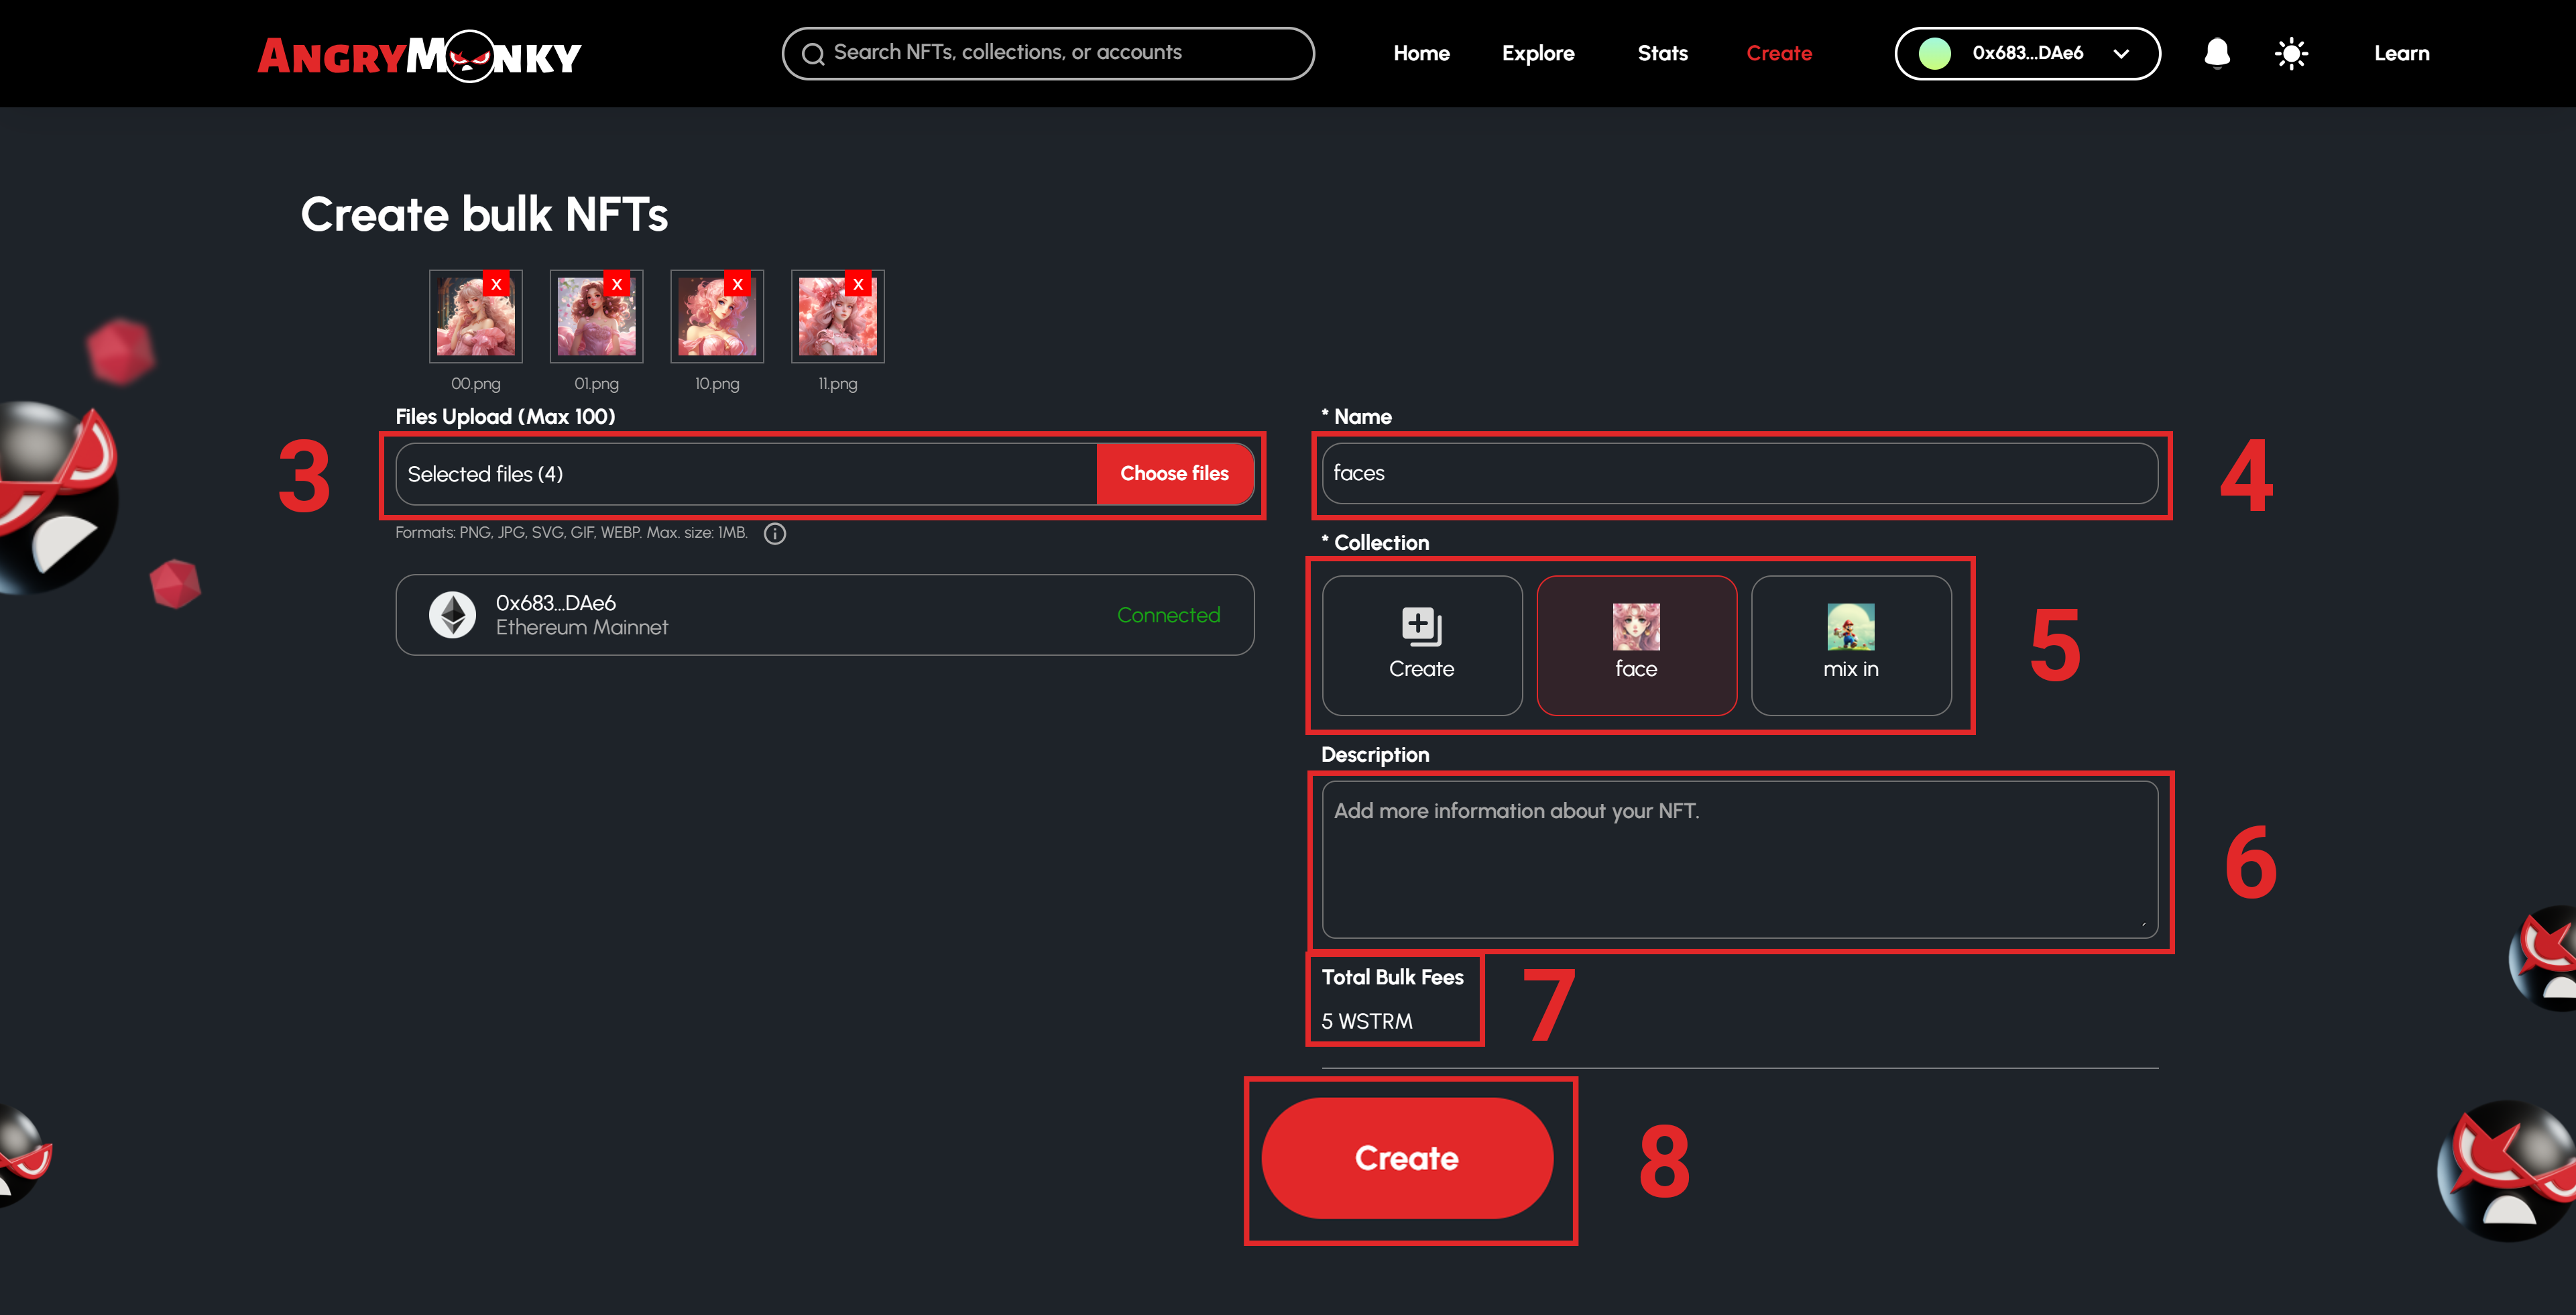 ANGRYMONKY
Search NFTs, collections, or accounts
Home
Explore
Stats
Create
0x683...DAe6
Learn
Create bulk NFTs
X
X
X
X
00.png
01.png
10.png
11.png
Files Upload (Max 100)
3
Selected files (4)
Choose files
Formats: PNG, JPG, SVG, GIF, WEBP. Max. size: 1MB.
0x683...DAe6
Ethereum Mainnet
Connected
* Name
faces
4
* Collection
Create
face
mix in
5
Description
Add more information about your NFT.
6
Total Bulk Fees
5 WSTRM
7
Create
8